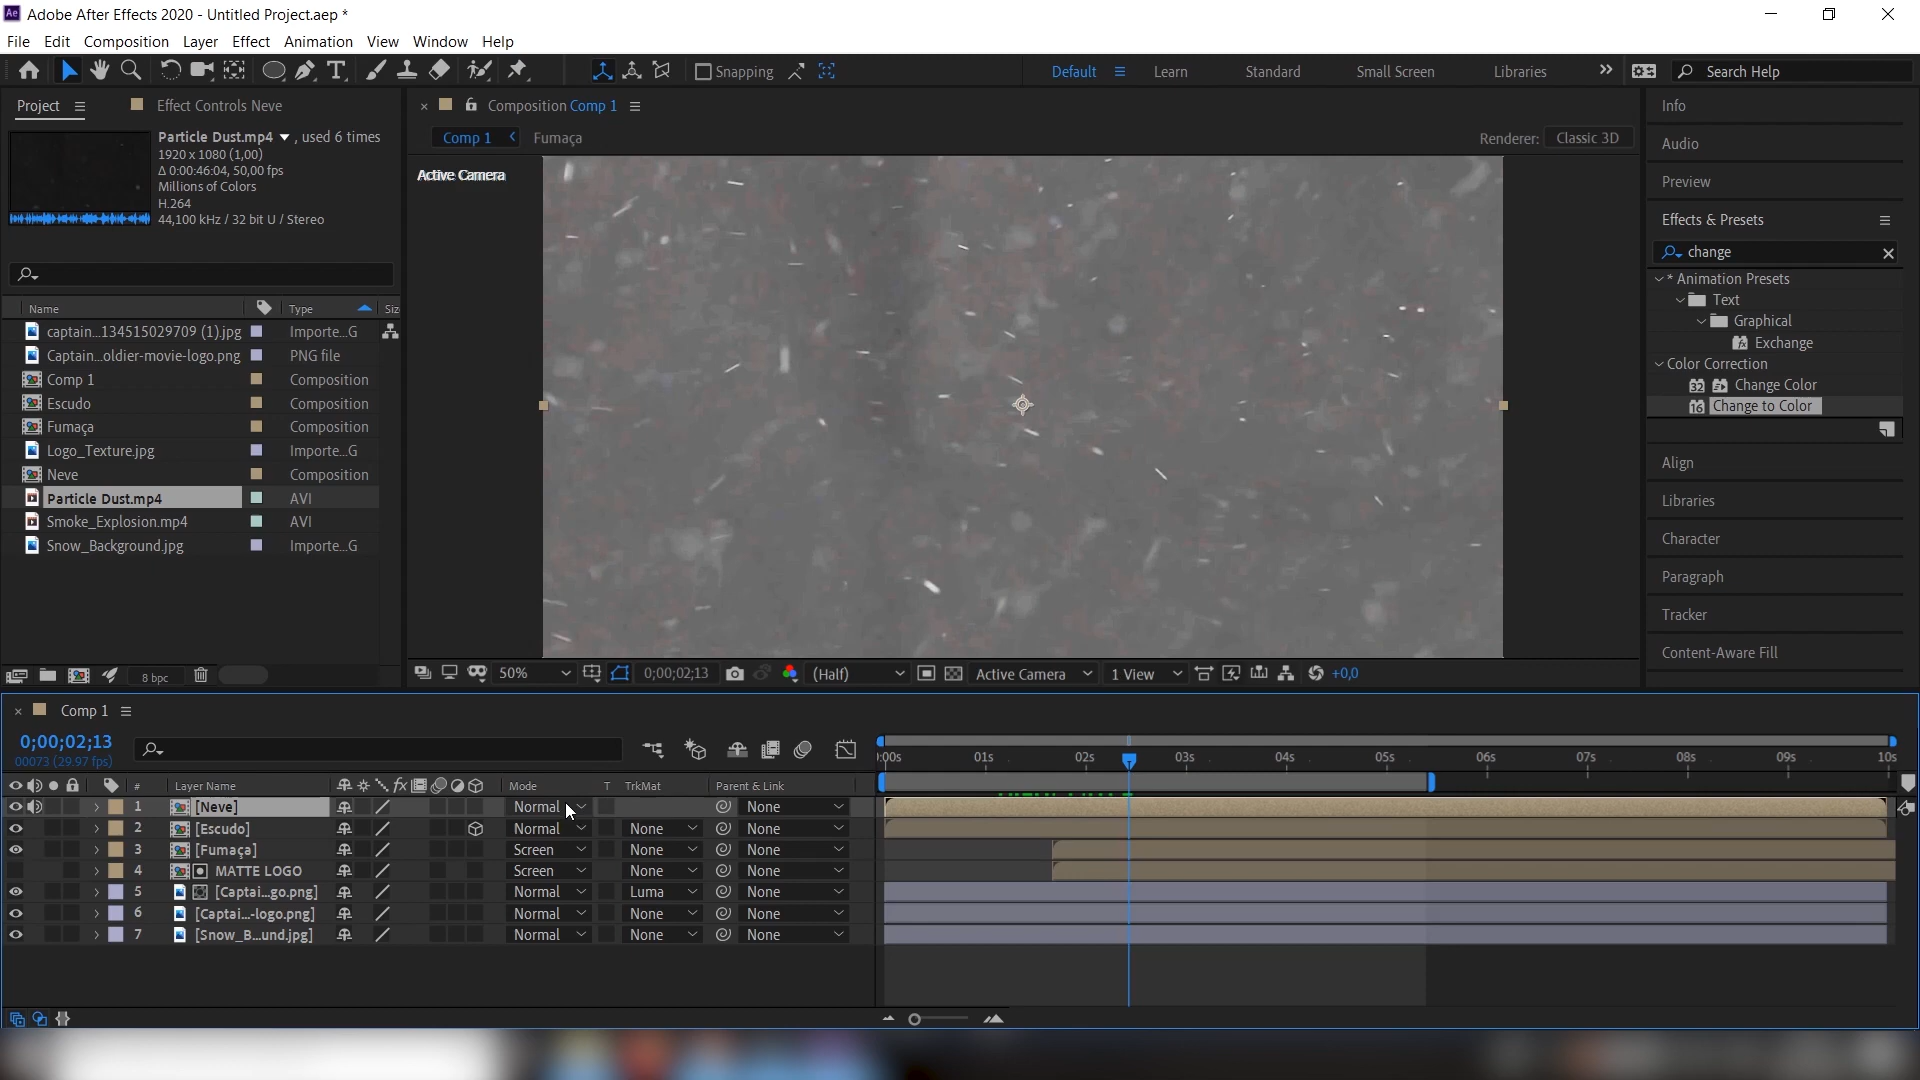 Ae Adobe After Effects 2020 - Untitled Project.aep *
File Edit Composition Layer Effect Animation View Window Help
Snapping Default Learn Standard Small Screen Libraries Search Help
Project Effect Controls Neve
Particle Dust.mp4 , used 6 times
1920 x 1080 (1,00)
Δ 0:00:46:04, 50,00 fps
Millions of Colors
H.264
44,100 kHz / 32 bit U / Stereo
Name Type Siz
captain...134515029709 (1).jpg Importe...G
Captain...oldier-movie-logo.png PNG file
Comp 1 Composition
Escudo Composition
Fumaça Composition
Logo_Texture.jpg Importe...G
Neve Composition
Particle Dust.mp4 AVI
Smoke_Explosion.mp4 AVI
Snow_Background.jpg Importe...G
8 bpc
Composition Comp 1
Comp 1 Fumaça Renderer: Classic 3D
Active Camera
50% 0;00;02;13 (Half) Active Camera 1 View +0,0
Info
Audio
Preview
Effects & Presets
change
* Animation Presets
Text
Graphical
Exchange
Color Correction
32 Change Color
16 Change to Color
Align
Libraries
Character
Paragraph
Tracker
Content-Aware Fill
Comp 1
0;00;02;13
00073 (29.97 fps)
):00s 01s 02s 03s 04s 05s 06s 07s 08s 09s 10s
# Layer Name fx Mode T TrkMat Parent & Link
1 [Neve] Normal None
2 [Escudo] Normal None None
3 [Fumaça] Screen None None
4 MATTE LOGO Screen None None
5 [Captai...go.png] Normal Luma None
6 [Captai...-logo.png] Normal None None
7 [Snow_B...und.jpg] Normal None None